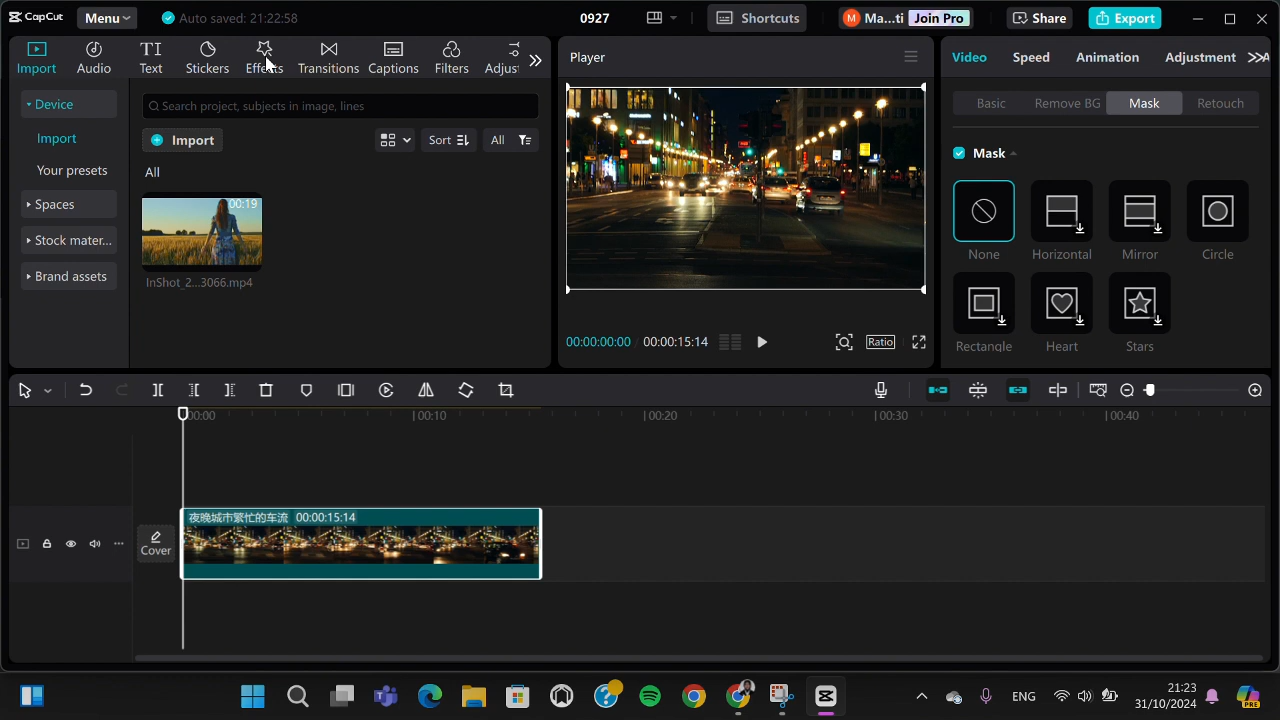 CapCut
Menu
Auto saved: 21:22:58
0927
Shortcuts
M
Ma...ti
Join Pro
Share
Export
Import
Audio
Text
Stickers
Effects
Transitions
Captions
Filters
Adjust
Device
Import
Your presets
Spaces
Stock mater...
Brand assets
Search project, subjects in image, lines
Import
Sort
All
All
00:19
InShot_2...3066.mp4
Player
00:00:00:00
00:00:15:14
Ratio
Video
Speed
Animation
Adjustment
A
Basic
Remove BG
Mask
Retouch
Mask
None
Horizontal
Mirror
Circle
Rectangle
Heart
Stars
00:00
00:10
00:20
00:30
00:40
Cover
夜晚城市繁忙的车流 00:00:15:14
ENG
21:23
31/10/2024
PRE